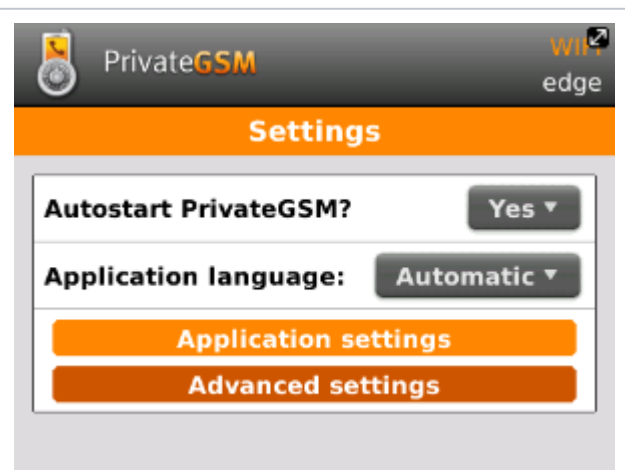 PrivateGSM
WIFI
edge
Settings
Autostart PrivateGSM? Yes
Application language: Automatic
Application settings
Advanced settings